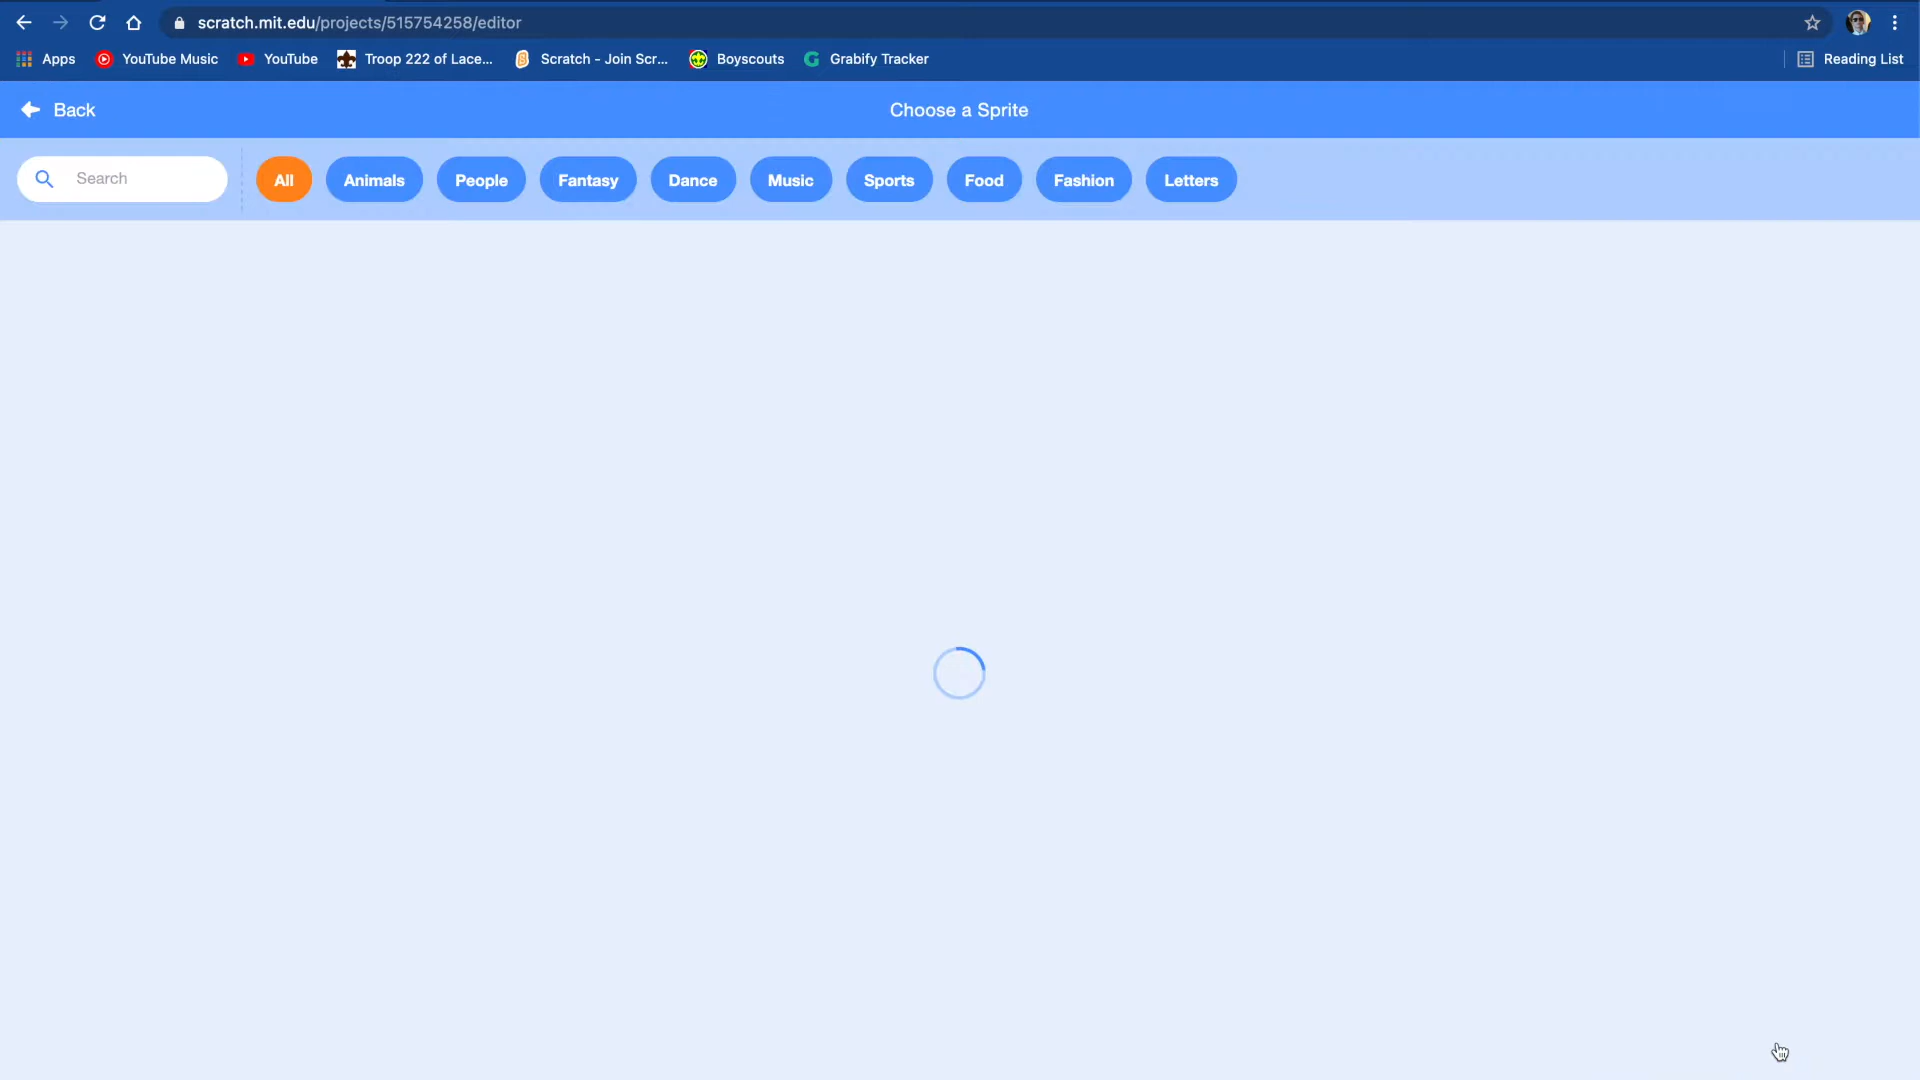 scratch.mit.edu/projects/515754258/editor
Apps YouTube Music YouTube Troop 222 of Lace... Scratch - Join Scr... Boyscouts Grabify Tracker Reading List
Back Choose a Sprite
Search All Animals People Fantasy Dance Music Sports Food Fashion Letters